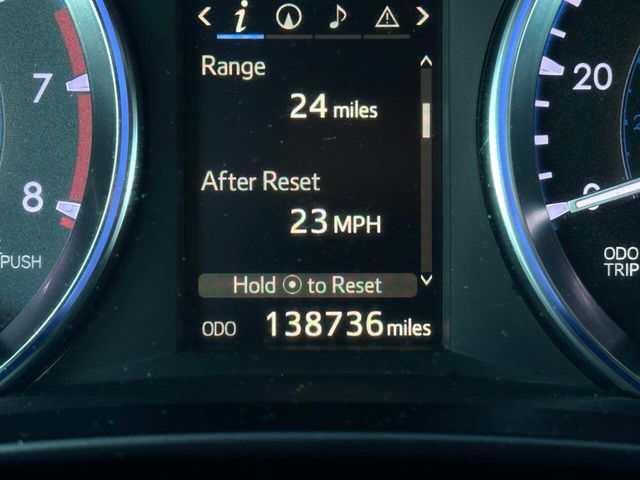 Range
24 miles
After Reset
23 MPH
Hold to Reset
ODO 138736 miles
7
8
PUSH
20
0
ODO
TRIP